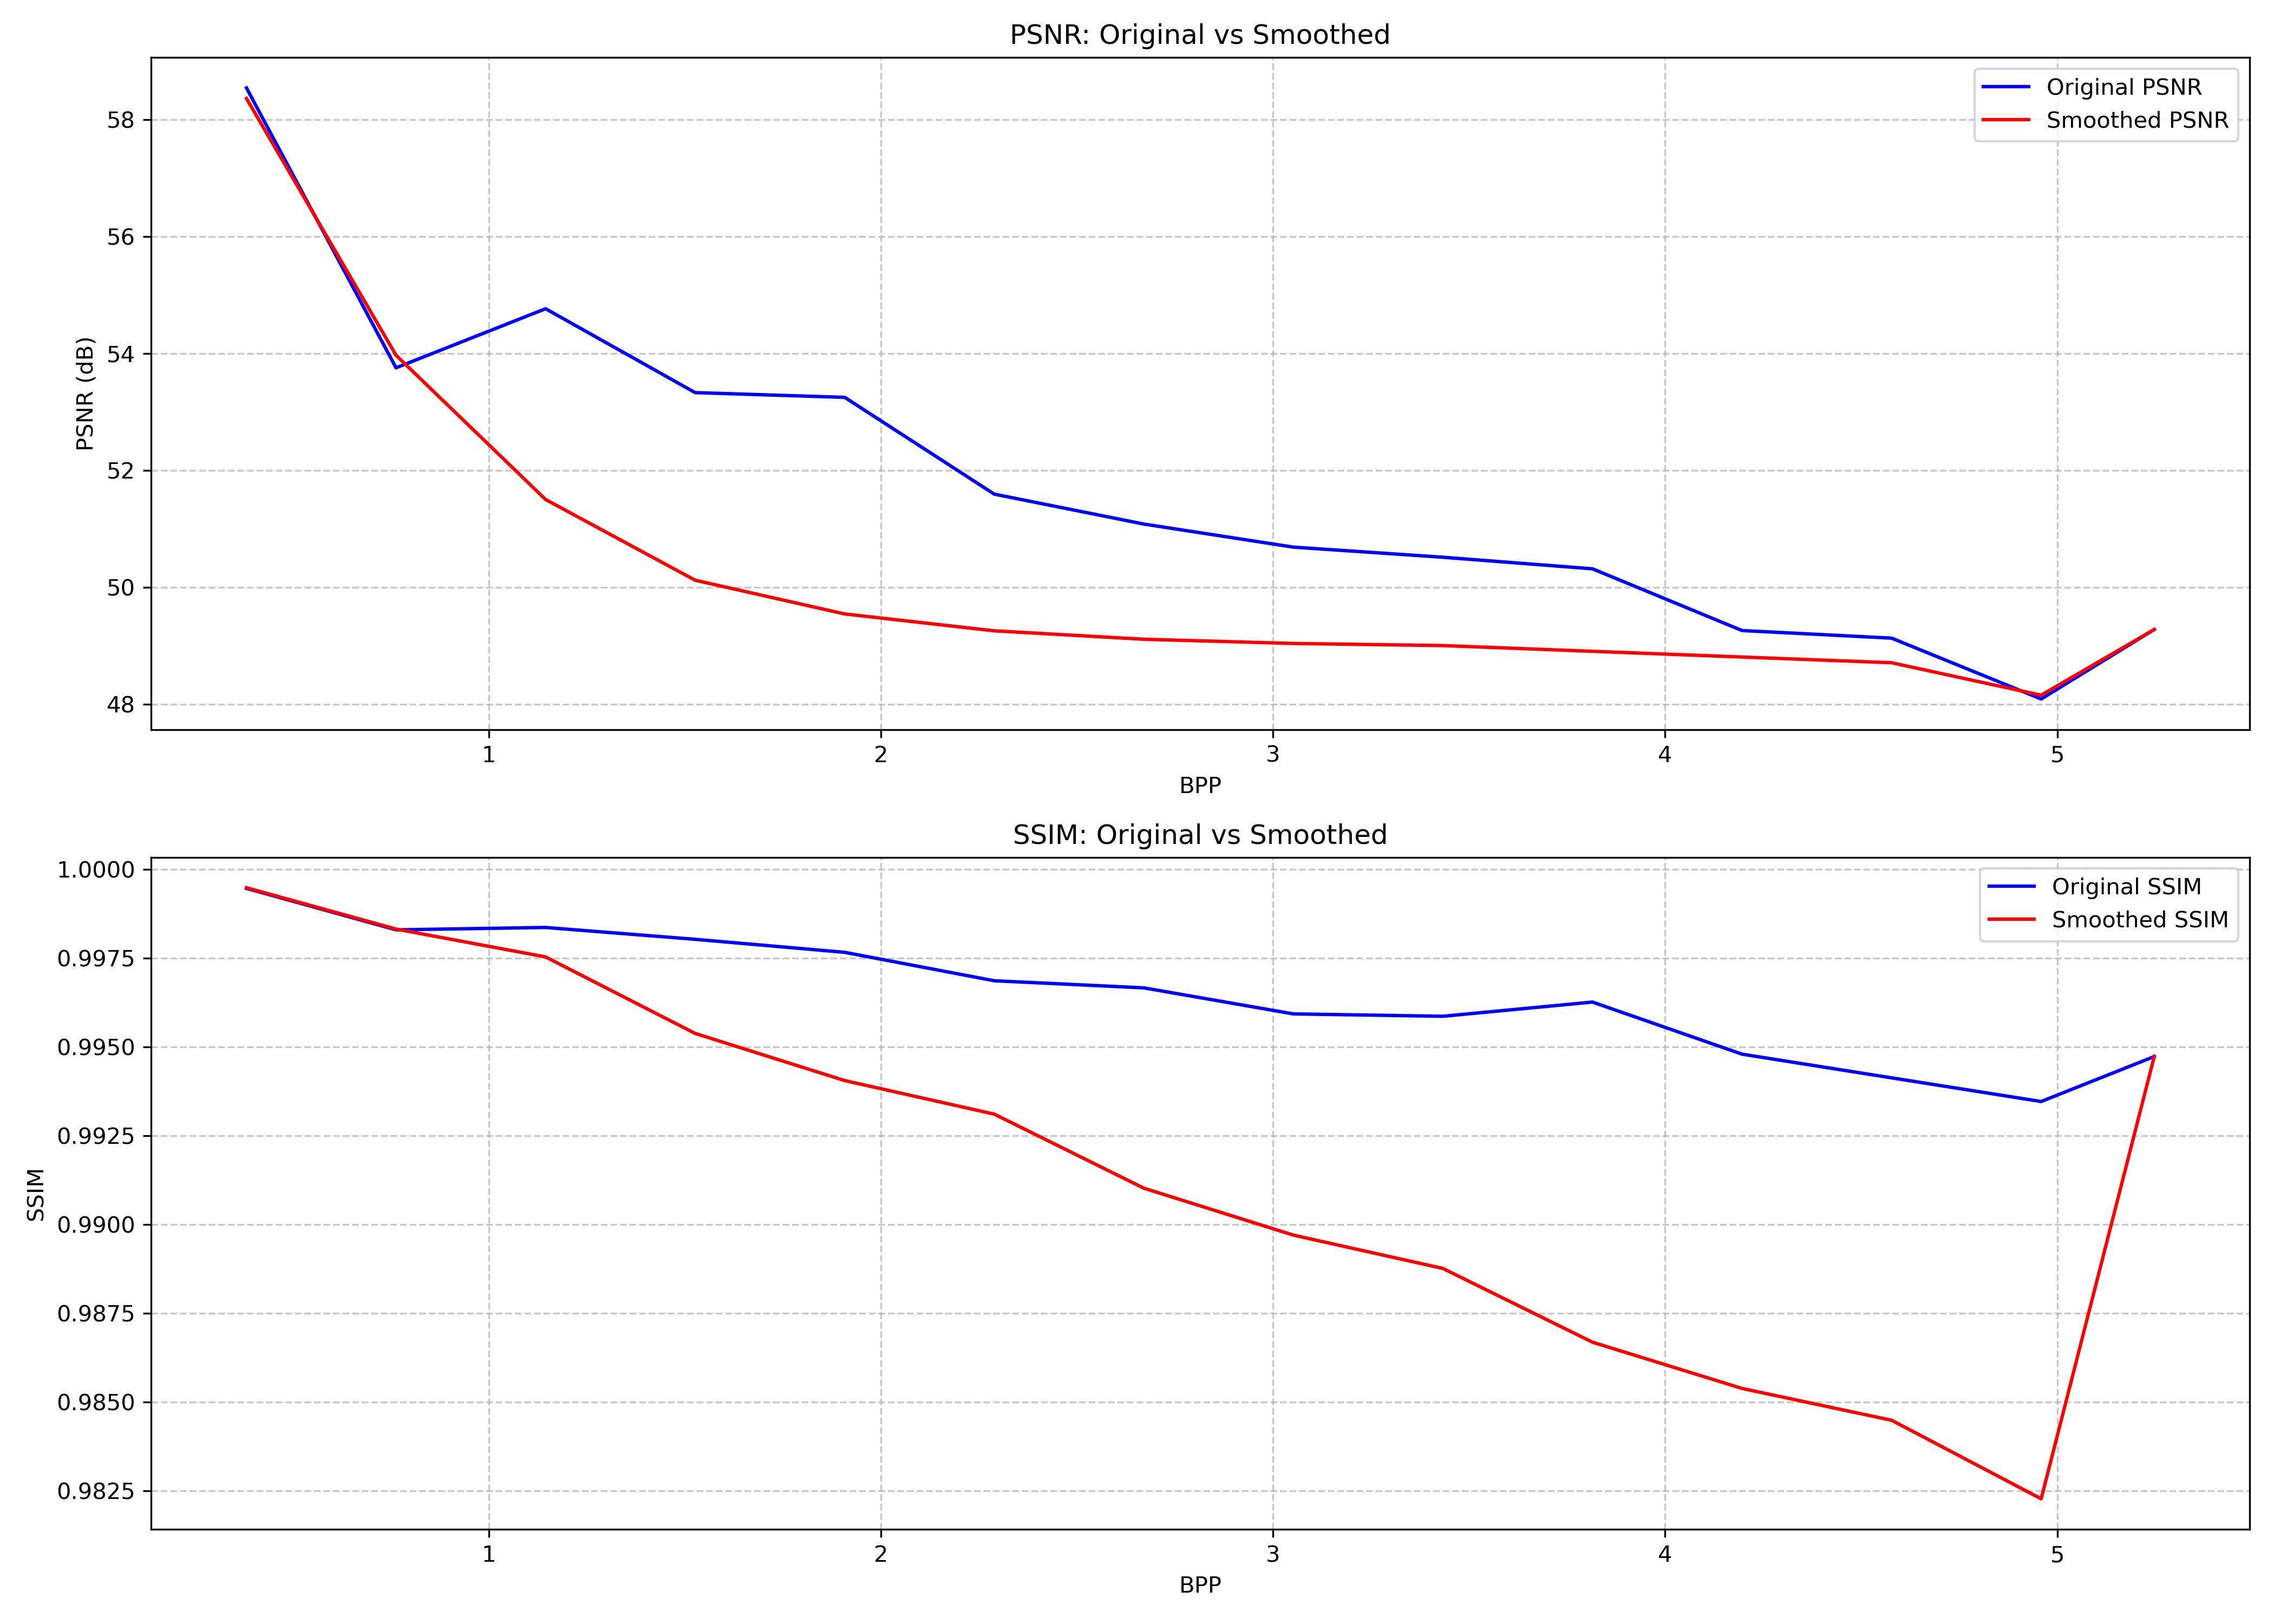 PSNR: Original vs Smoothed
Original PSNR
Smoothed PSNR
PSNR (dB)
58
56
54
52
50
48
1 2 3 4 5
BPP
SSIM: Original vs Smoothed
Original SSIM
Smoothed SSIM
SSIM
1.0000
0.9975
0.9950
0.9925
0.9900
0.9875
0.9850
0.9825
1 2 3 4 5
BPP